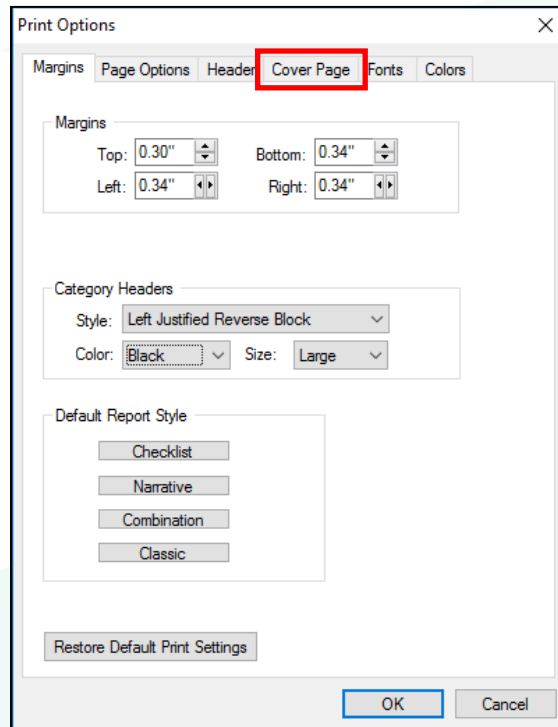 Print Options
Margins Page Options Header Cover Page Fonts Colors
Margins
Top: 0.30" Bottom: 0.34"
Left: 0.34" Right: 0.34"
Category Headers
Style: Left Justified Reverse Block
Color: Black Size: Large
Default Report Style
Checklist
Narrative
Combination
Classic
Restore Default Print Settings
OK Cancel